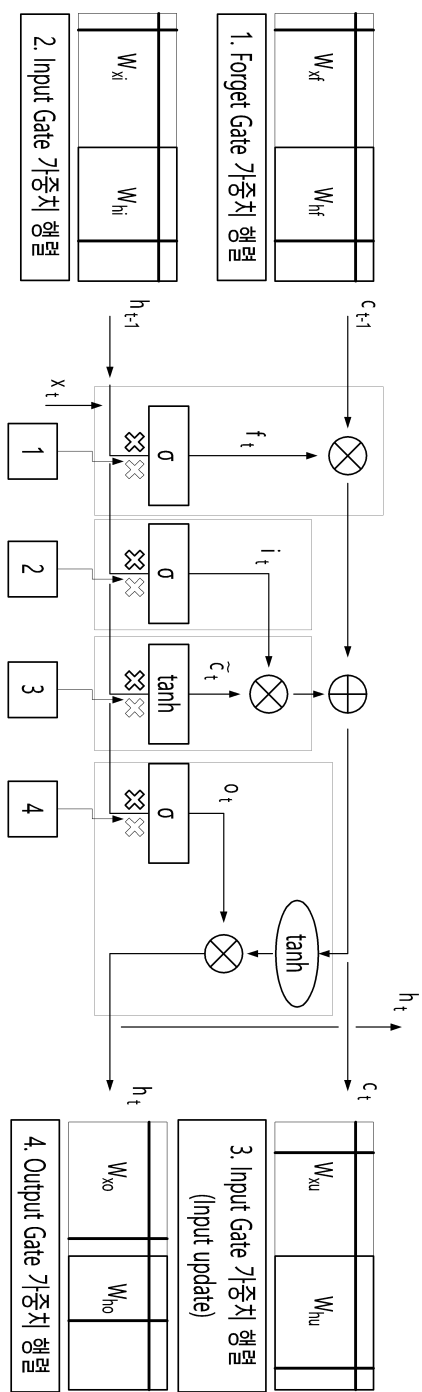 W_xf W_hf
1. Forget Gate 가중치 행렬
W_xi W_hi
2. Input Gate 가중치 행렬
c_t-1
h_t-1
x_t
f_t
i_t
c̃_t
o_t
σ
σ
tanh
σ
tanh
1
2
3
4
h_t
c_t
h_t
W_xu W_hu
3. Input Gate 가중치 행렬
(Input update)
W_xo W_ho
4. Output Gate 가중치 행렬